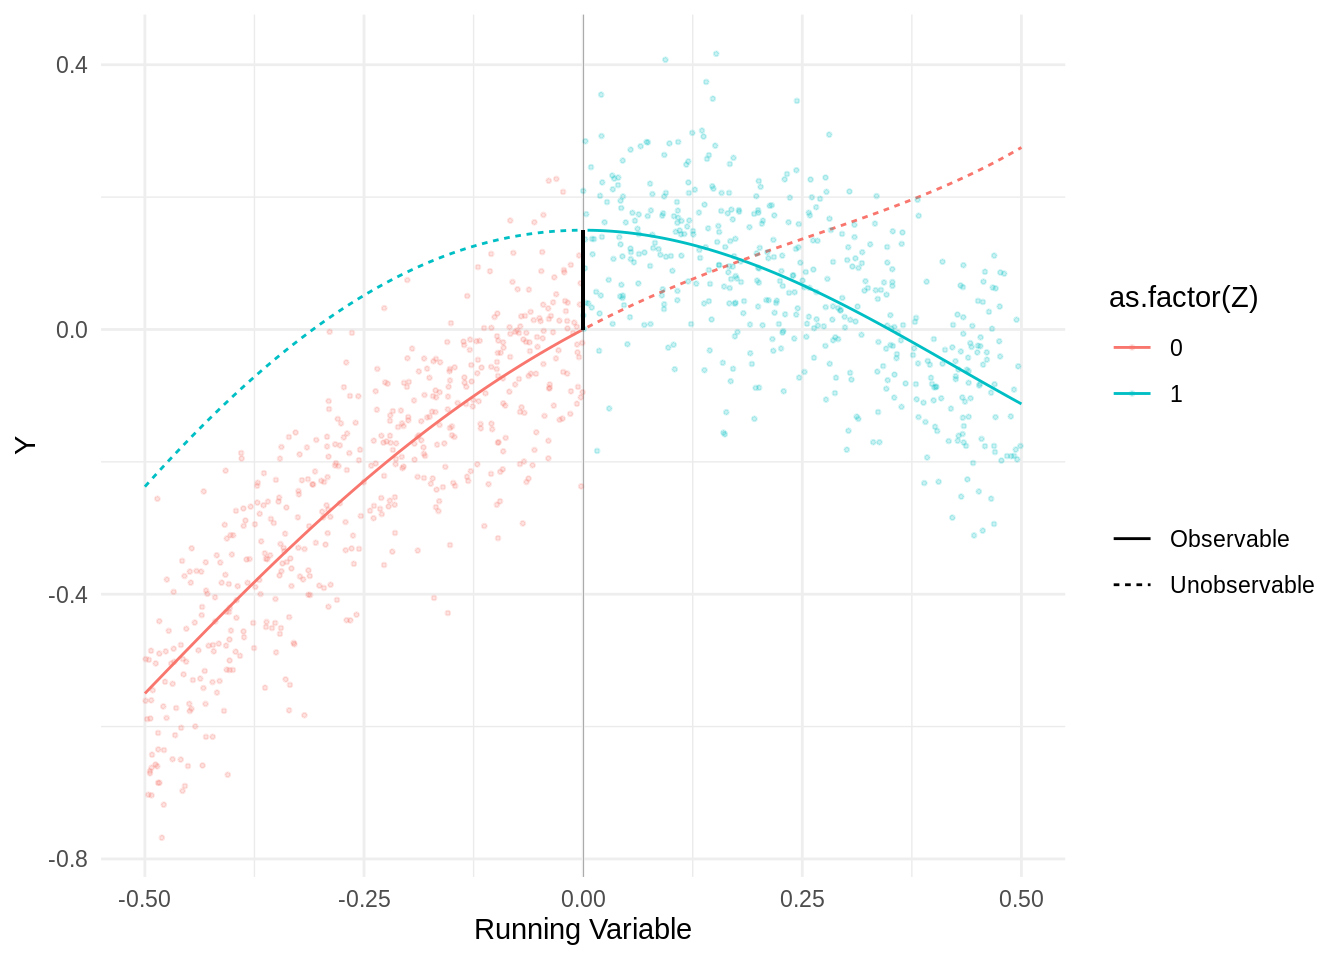 0.4
0.0
-0.4
-0.8
Y
-0.50
-0.25
0.00
0.25
0.50
Running Variable
as.factor(Z)
0
1
Observable
Unobservable